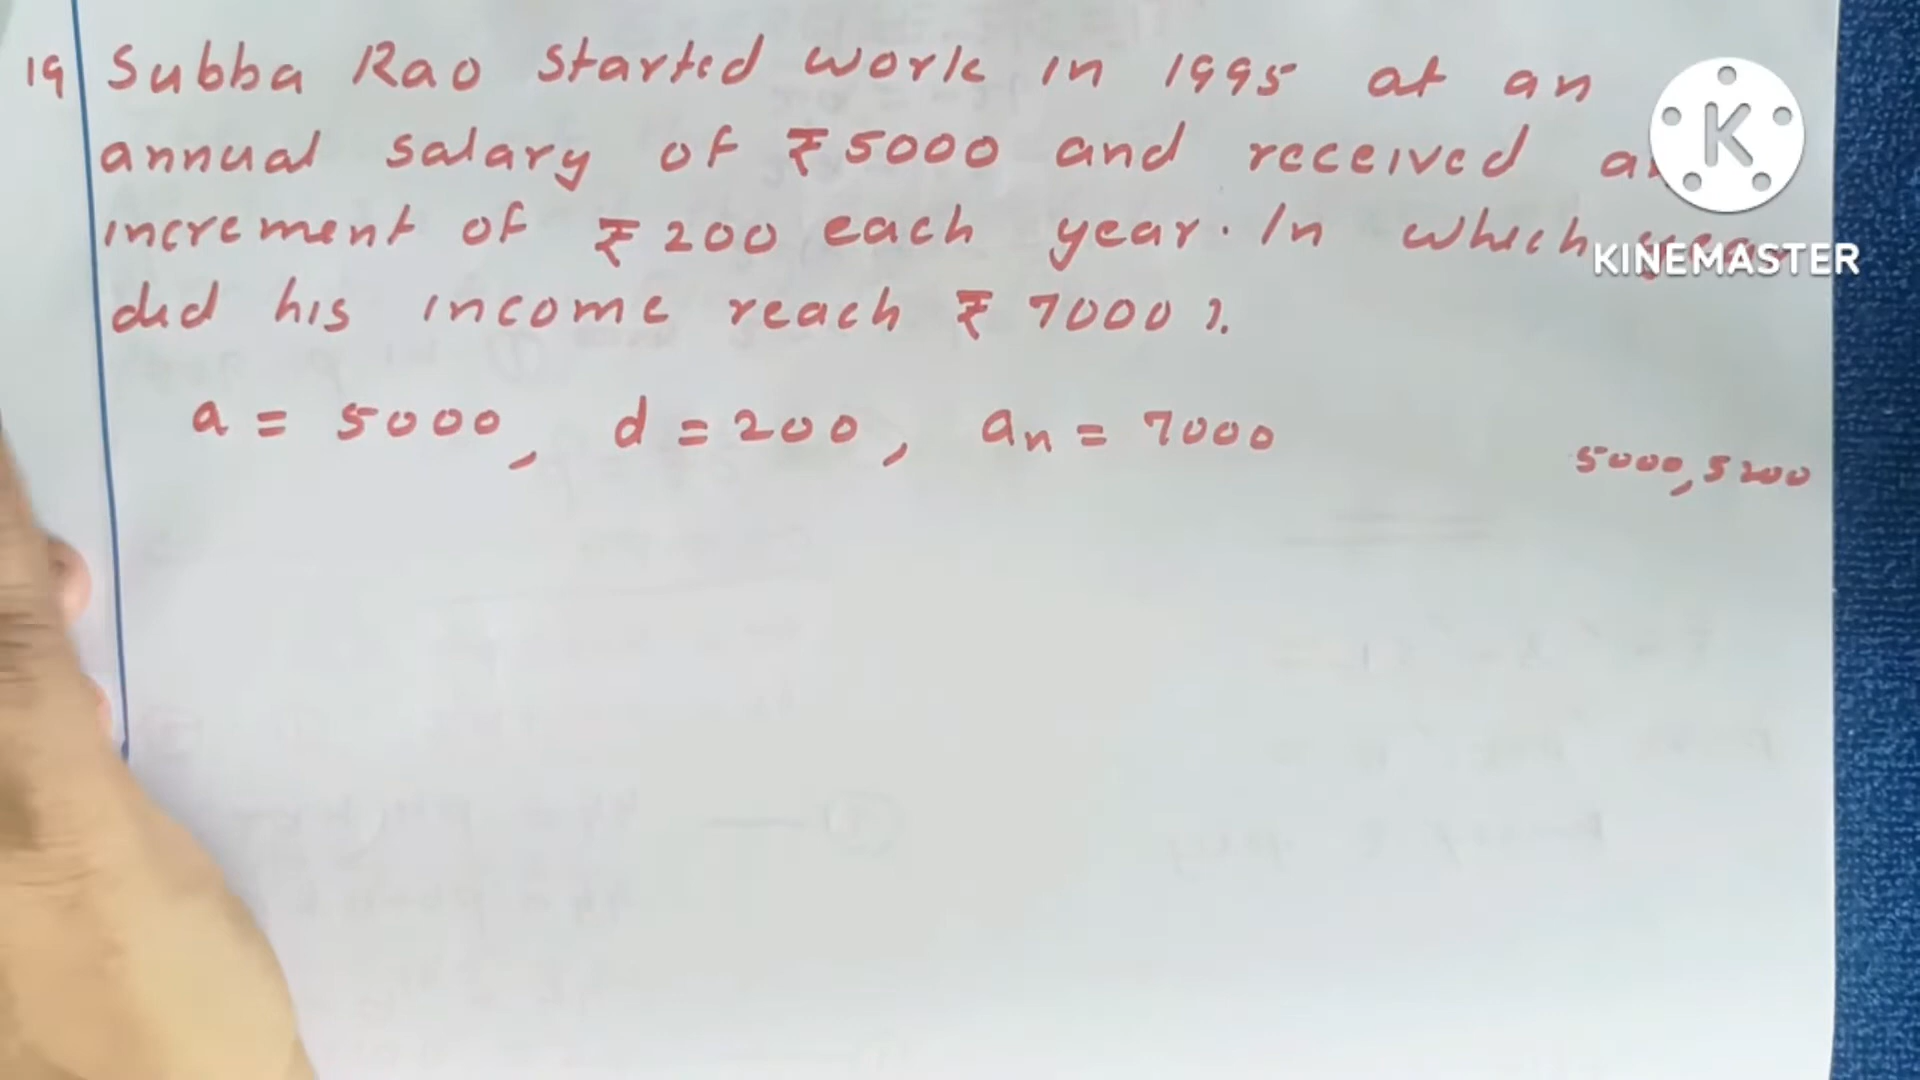 19 Subba Rao started work in 1995 at an
annual salary of ₹5000 and received
increment of ₹200 each year. In which year
did his income reach ₹7000?.
a = 5000, d = 200, an = 7000
5000, 5200
K
KINEMASTER